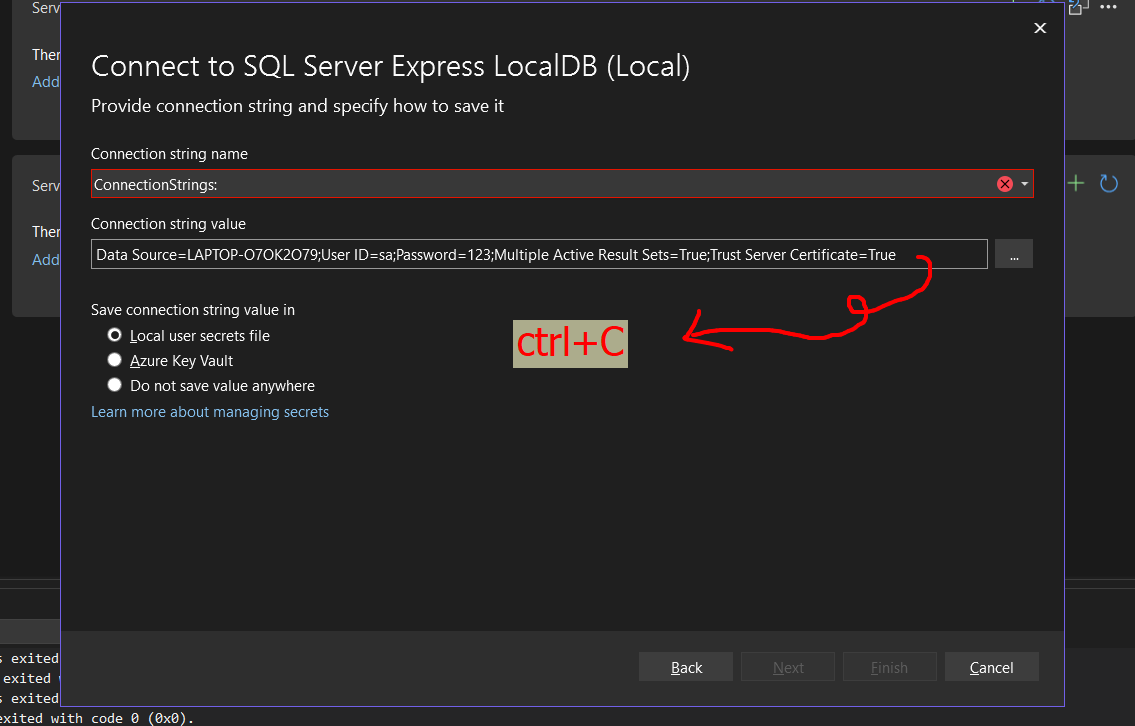 Serv
Ther
Add
Connect to SQL Server Express LocalDB (Local)
Provide connection string and specify how to save it
Connection string name
ConnectionStrings:
Serv
Connection string value
Ther
Data Source=LAPTOP-O7OK2O79;User ID=sa;Password=123;Multiple Active Result Sets=True;Trust Server Certificate=True
...
Add
Save connection string value in
Local user secrets file
ctrl+C
Azure Key Vault
Do not save value anywhere
Learn more about managing secrets
s exited
exited
s exited
exited with code 0 (0x0).
Back
Next
Finish
Cancel